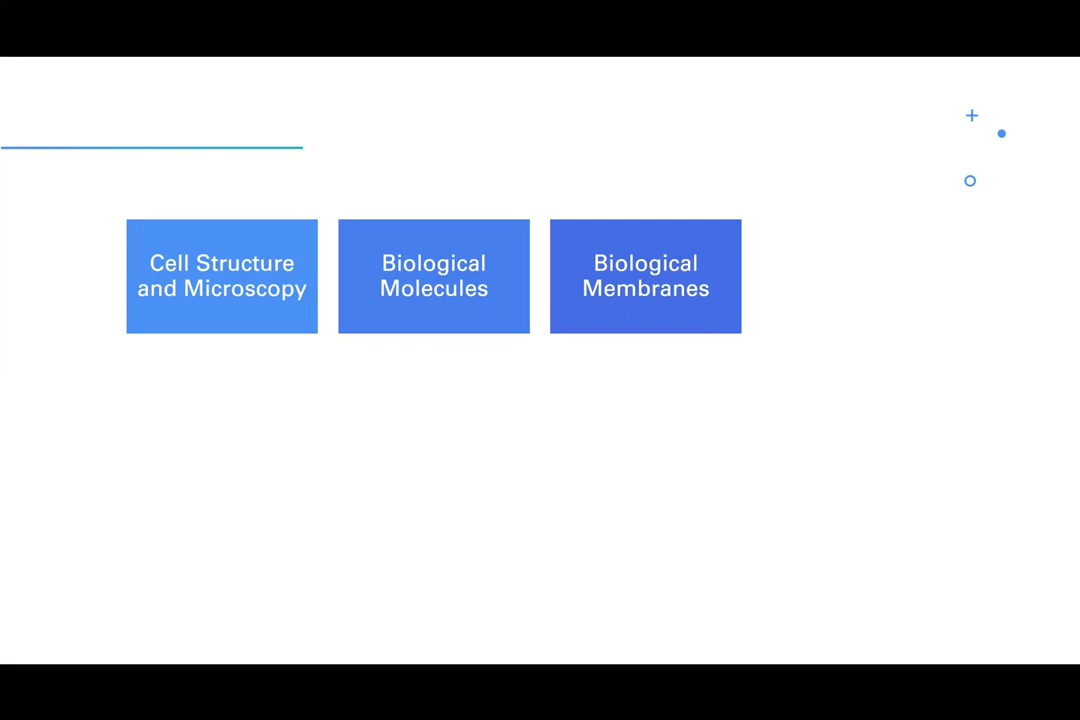 Cell Structure
and Microscopy
Biological
Molecules
Biological
Membranes